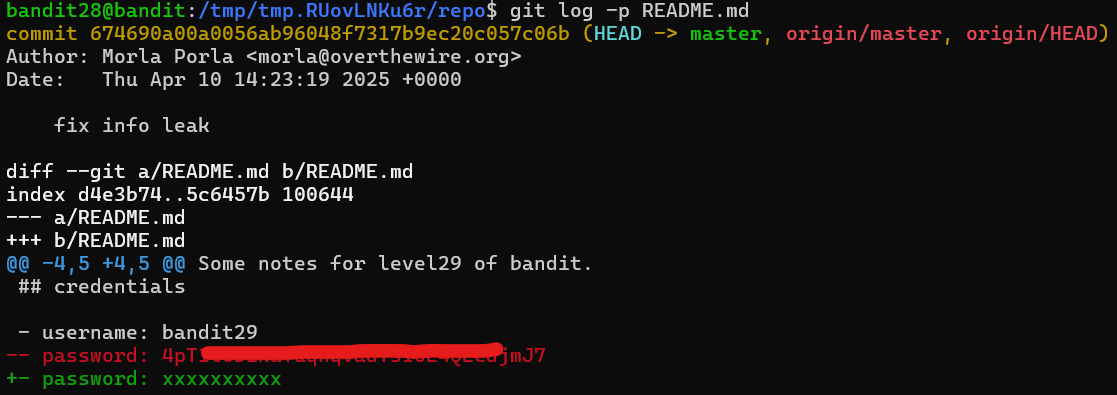 bandit28@bandit:/tmp/tmp.RUovLNKu6r/repo$ git log -p README.md
commit 674690a00a0056ab96048f7317b9ec20c057c06b (HEAD -> master, origin/master, origin/HEAD)
Author: Morla Porla <morla@overthewire.org>
Date:   Thu Apr 10 14:23:19 2025 +0000

    fix info leak

diff --git a/README.md b/README.md
index d4e3b74..5c6457b 100644
--- a/README.md
+++ b/README.md
@@ -4,5 +4,5 @@ Some notes for level29 of bandit.
 ## credentials

 - username: bandit29
-- password:
+- password: xxxxxxxxxx